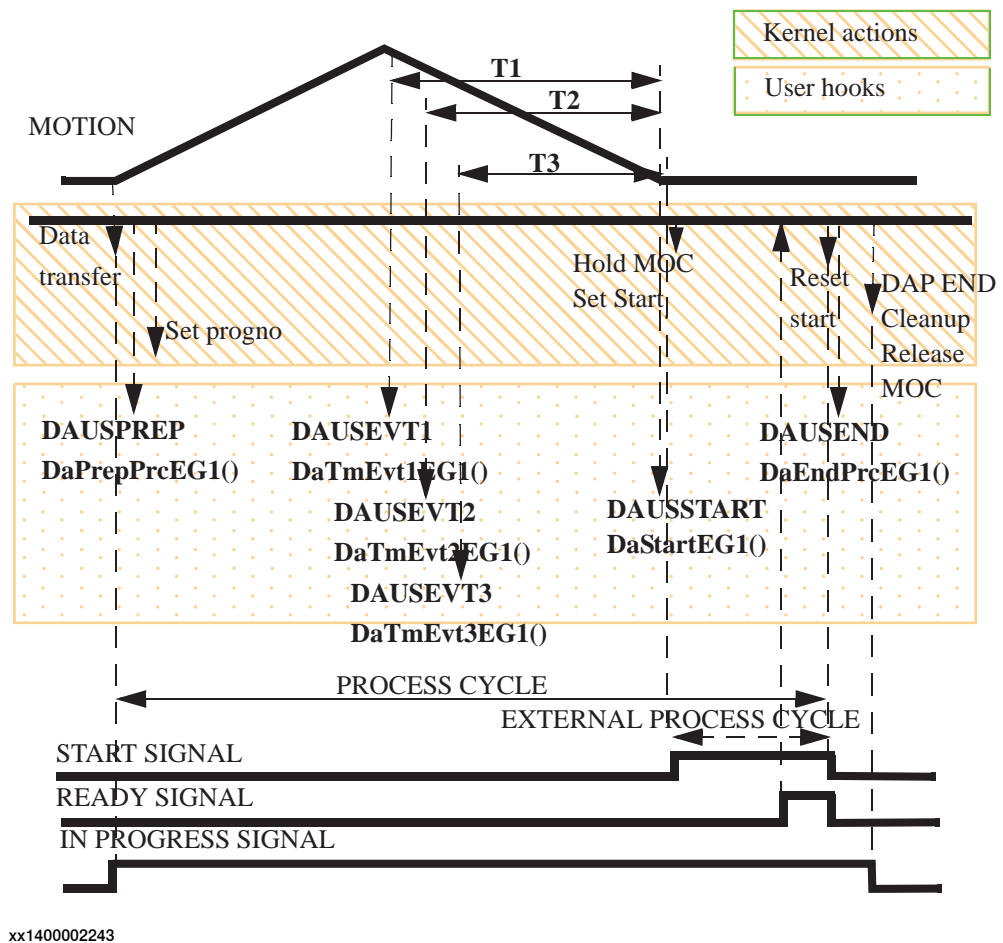 Kernel actions
User hooks
T1
T2
T3
MOTION
Data
transfer
Set progno
Hold MOC
Set Start
Reset
start
DAP END
Cleanup
Release
MOC
DAUSPREP
DaPrepPrcEG1()
DAUSEVT1
DaTmEvt1EG1()
DAUSEVT2
DaTmEvt2EG1()
DAUSEVT3
DaTmEvt3EG1()
DAUSSTART
DaStartEG1()
DAUSEND
DaEndPrcEG1()
PROCESS CYCLE
EXTERNAL PROCESS CYCLE
START SIGNAL
READY SIGNAL
IN PROGRESS SIGNAL
xx1400002243